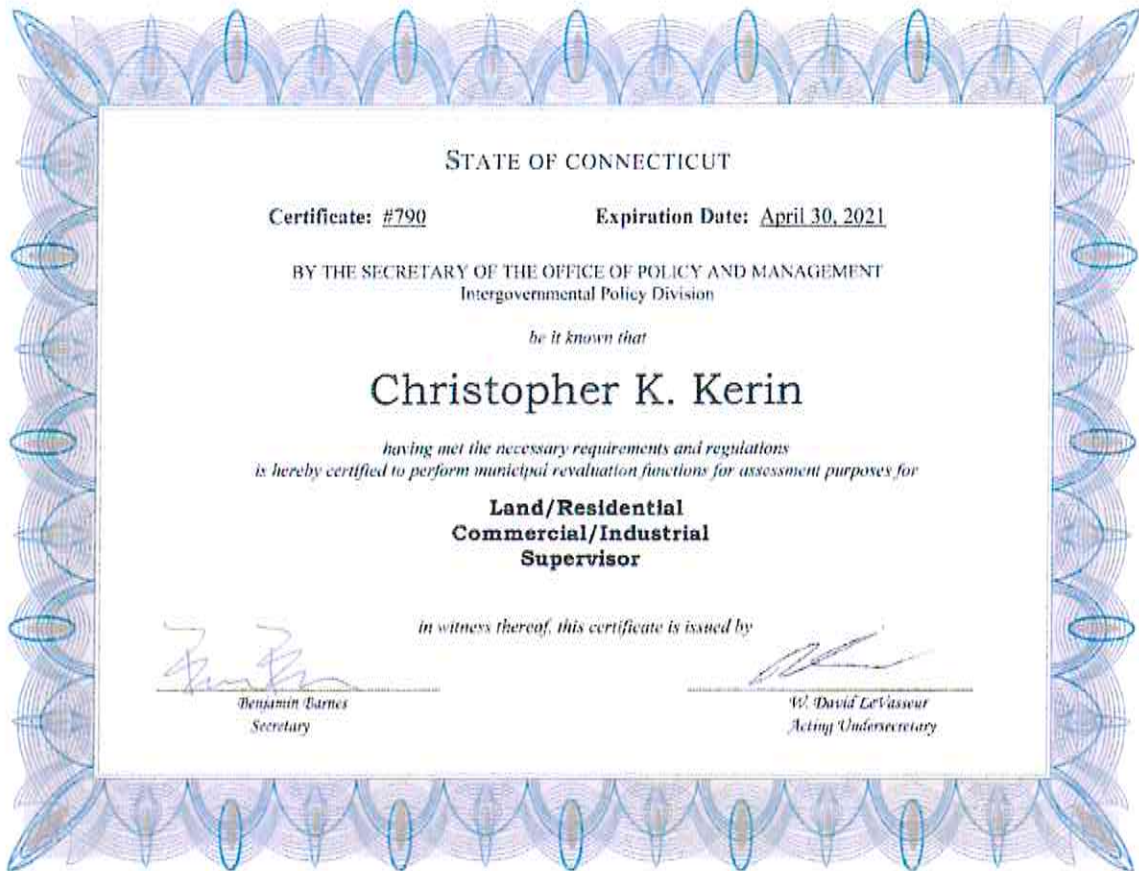 STATE OF CONNECTICUT
Certificate: #790 Expiration Date: April 30, 2021
BY THE SECRETARY OF THE OFFICE OF POLICY AND MANAGEMENT
Intergovernmental Policy Division
be it known that
Christopher K. Kerin
having met the necessary requirements and regulations
is hereby certified to perform municipal revaluation functions for assessment purposes for
Land/Residential
Commercial/Industrial
Supervisor
in witness thereof, this certificate is issued by
Benjamin Barnes
Secretary
W. David LeVasseur
Acting Undersecretary